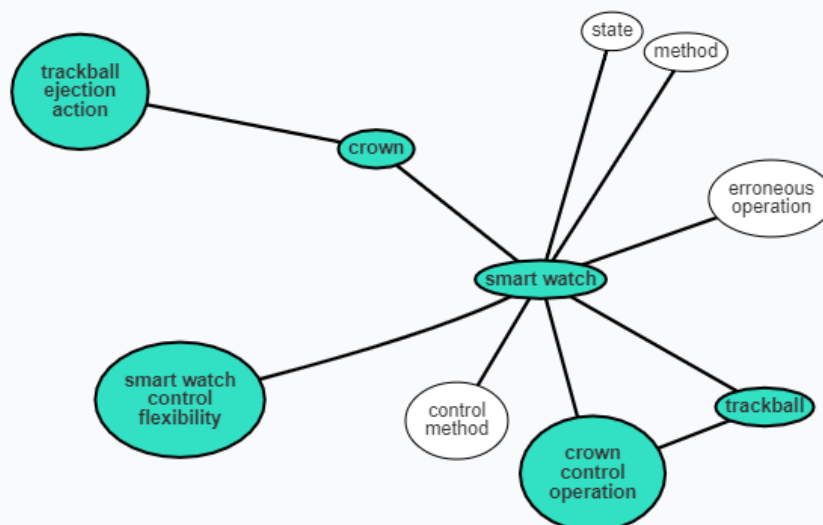 state
method
trackball
ejection
action
crown
erroneous
operation
smart watch
smart watch
control
flexibility
control
method
trackball
crown
control
operation